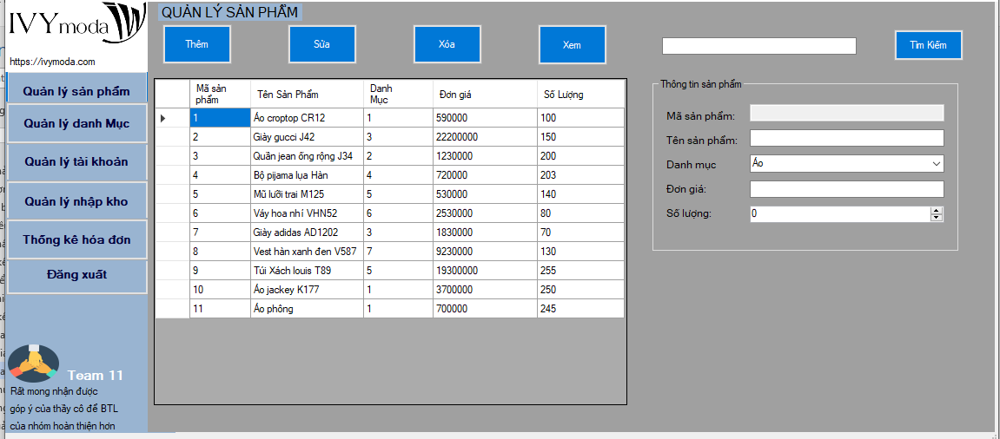 IVY moda
https://ivymoda.com
Quản lý sản phẩm
Quản lý danh Mục
Quản lý tài khoản
Quản lý nhập kho
Thống kê hóa đơn
Đăng xuất
Team 11
Rất mong nhận được
góp ý của thầy cô để BTL
của nhóm hoàn thiện hơn
QUẢN LÝ SẢN PHẨM
Thêm Sửa Xóa Xem Tìm Kiếm
Mã sản phẩm Tên Sản Phẩm Danh Mục Đơn giá Số Lượng
1 Áo croptop CR12 1 590000 100
2 Giày gucci J42 3 22200000 150
3 Quần jean ống rộng J34 2 1230000 200
4 Bộ pijama lụa Hàn 4 720000 203
5 Mũ lưỡi trai M125 5 530000 140
6 Váy hoa nhí VHN52 6 2530000 80
7 Giày adidas AD1202 3 1830000 70
8 Vest hàn xanh đen V587 7 9230000 130
9 Túi Xách louis T89 5 19300000 255
10 Áo jackey K177 1 3700000 250
11 Áo phông 1 700000 245
Thông tin sản phẩm
Mã sản phẩm:
Tên sản phẩm:
Danh mục Áo
Đơn giá:
Số lượng: 0